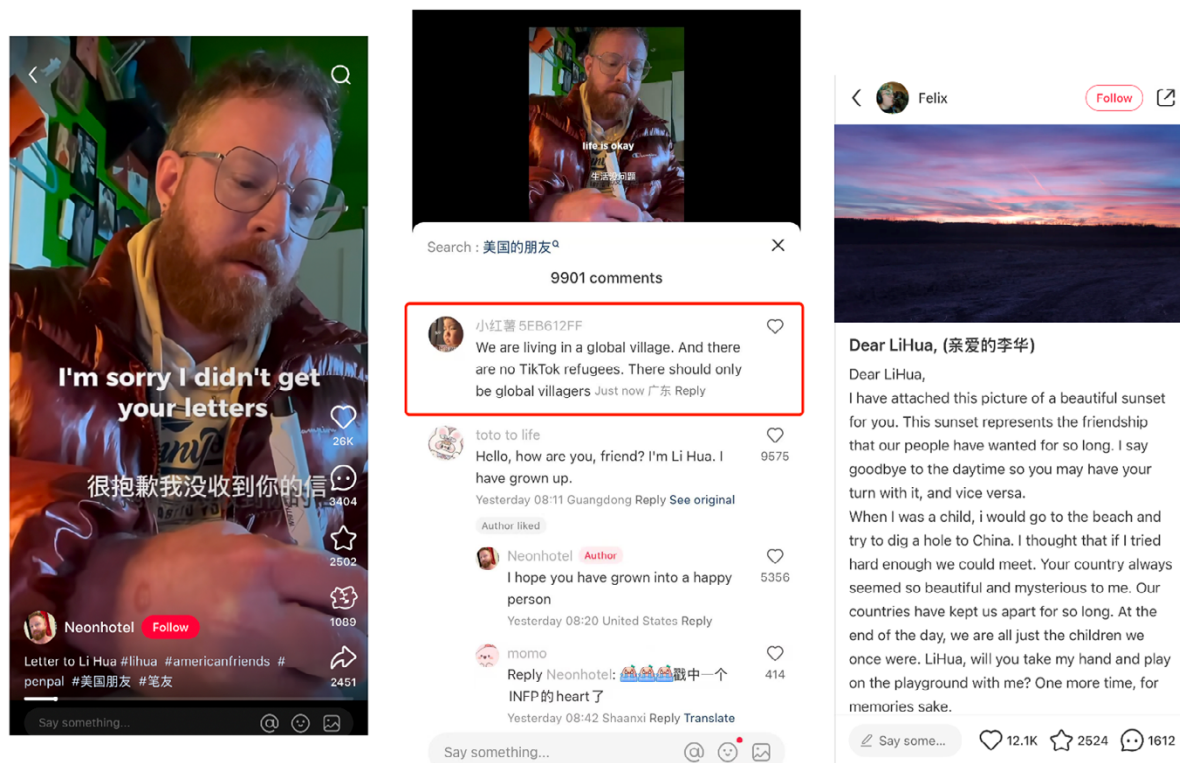 I'm sorry I didn't get
your letters
很抱歉我没收到你的信
26K
3404
2502
1089
2451
Neonhotel Follow
Letter to Li Hua #lihua #americanfriends #
penpal #美国朋友 #笔友
Say something...
life is okay
生活没问题
Search : 美国的朋友
9901 comments
小红薯5EB612FF
We are living in a global village. And there
are no TikTok refugees. There should only
be global villagers Just now 广东 Reply
toto to life
Hello, how are you, friend? I'm Li Hua. I
have grown up.
9575
Yesterday 08:11 Guangdong Reply See original
Author liked
Neonhotel Author
I hope you have grown into a happy
person
5356
Yesterday 08:20 United States Reply
momo
Reply Neonhotel: 戳中一个
INFP的heart了
414
Yesterday 08:42 Shaanxi Reply Translate
Say something...
Felix Follow
Dear LiHua, (亲爱的李华)
Dear LiHua,
I have attached this picture of a beautiful sunset
for you. This sunset represents the friendship
that our people have wanted for so long. I say
goodbye to the daytime so you may have your
turn with it, and vice versa.
When I was a child, i would go to the beach and
try to dig a hole to China. I thought that if I tried
hard enough we could meet. Your country always
seemed so beautiful and mysterious to me. Our
countries have kept us apart for so long. At the
end of the day, we are all just the children we
once were. LiHua, will you take my hand and play
on the playground with me? One more time, for
memories sake.
Say some... 12.1K 2524 1612